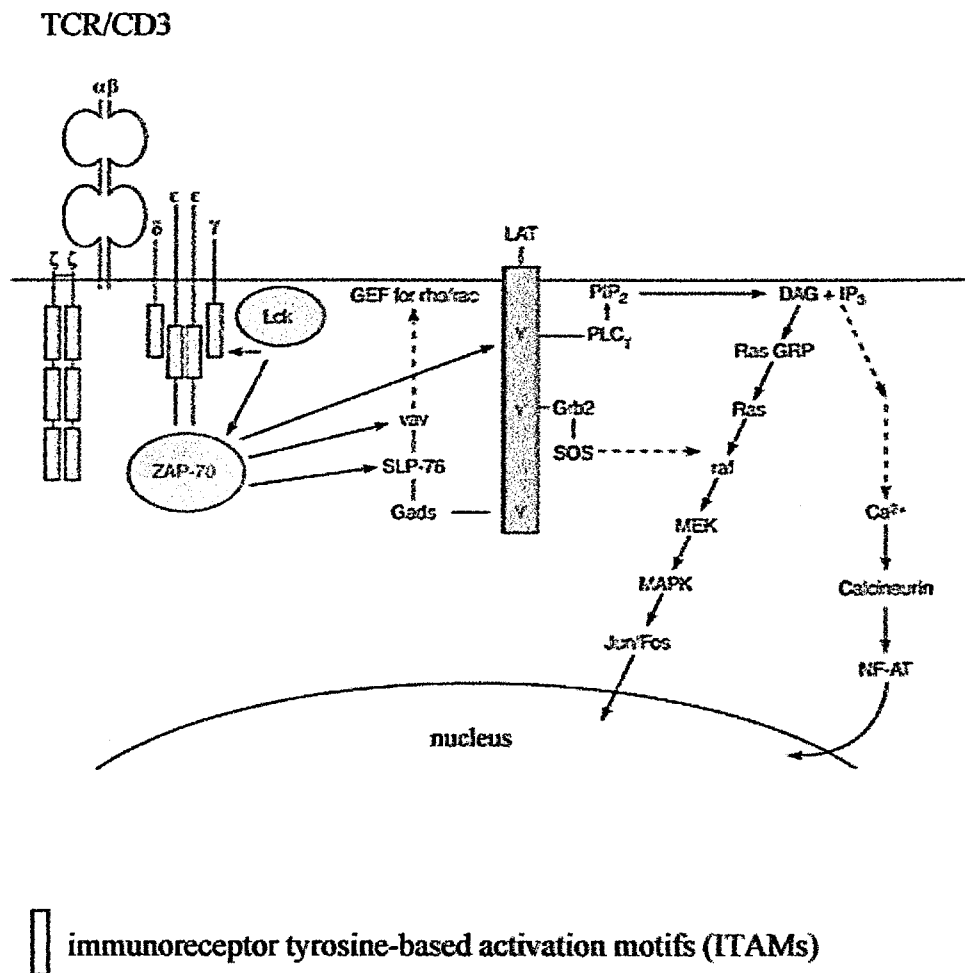 TCR/CD3
αβ
ε ε
δ γ
ζ ζ
LAT
GEF for rho/rac
PIP2
DAG + IP3
Lck
Y
PLCγ
Ras GRP
Ras
Y
Grb2
vav
SOS
raf
ZAP-70
SLP-76
Gads
Y
MEK
Ca2+
MAPK
Calcineurin
Jun/Fos
NF-AT
nucleus
immunoreceptor tyrosine-based activation motifs (ITAMs)